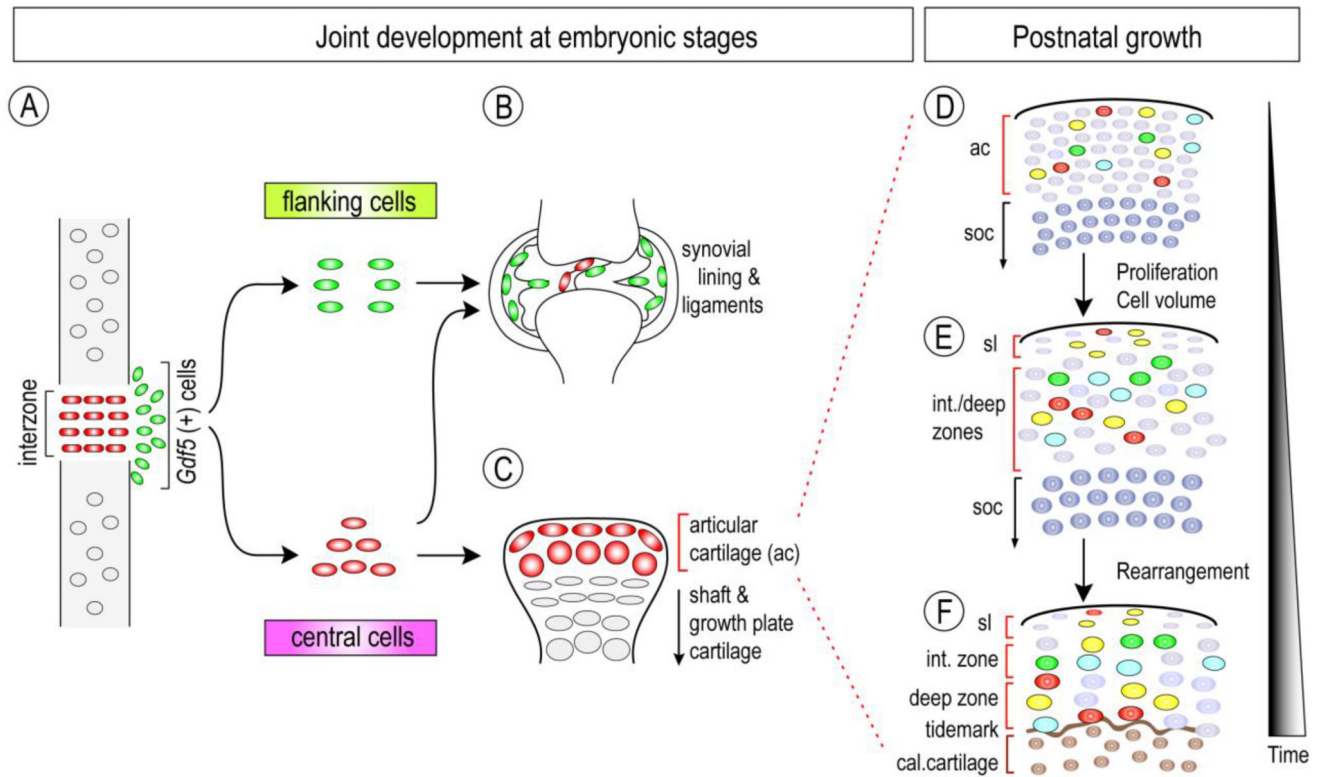 Joint development at embryonic stages
Postnatal growth
A
interzone
Gdf5 (+) cells
flanking cells
central cells
B
synovial
lining &
ligaments
C
articular
cartilage (ac)
shaft &
growth plate
cartilage
D
ac
soc
Proliferation
Cell volume
E
sl
int./deep
zones
soc
Rearrangement
F
sl
int. zone
deep zone
tidemark
cal.cartilage
Time